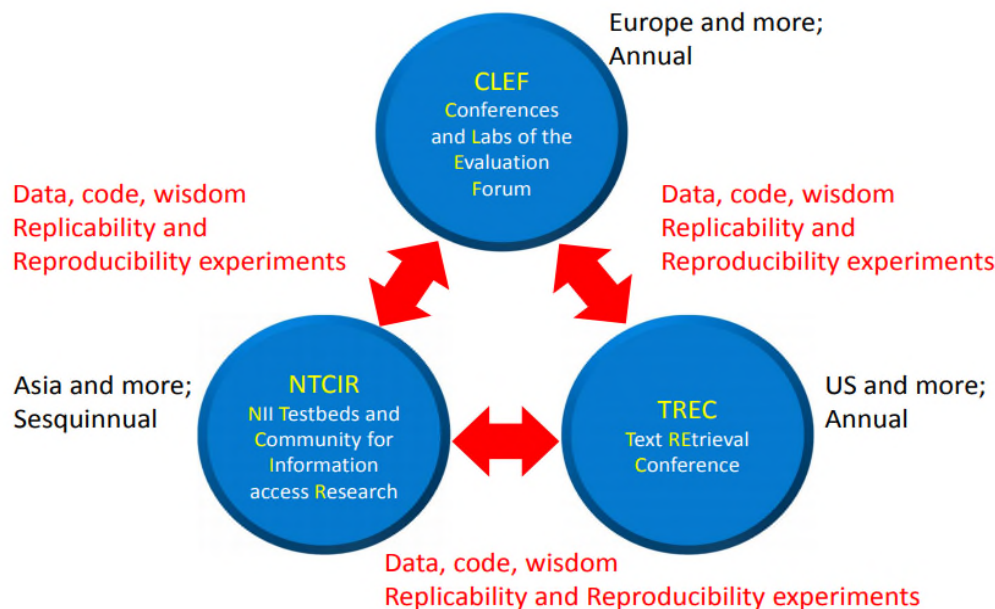 Europe and more;
Annual
CLEF
Conferences
and Labs of the
Evaluation
Forum
Data, code, wisdom
Replicability and
Reproducibility experiments
Data, code, wisdom
Replicability and
Reproducibility experiments
Asia and more;
Sesquinnual
NTCIR
NII Testbeds and
Community for
Information
access Research
TREC
Text REtrieval
Conference
US and more;
Annual
Data, code, wisdom
Replicability and Reproducibility experiments